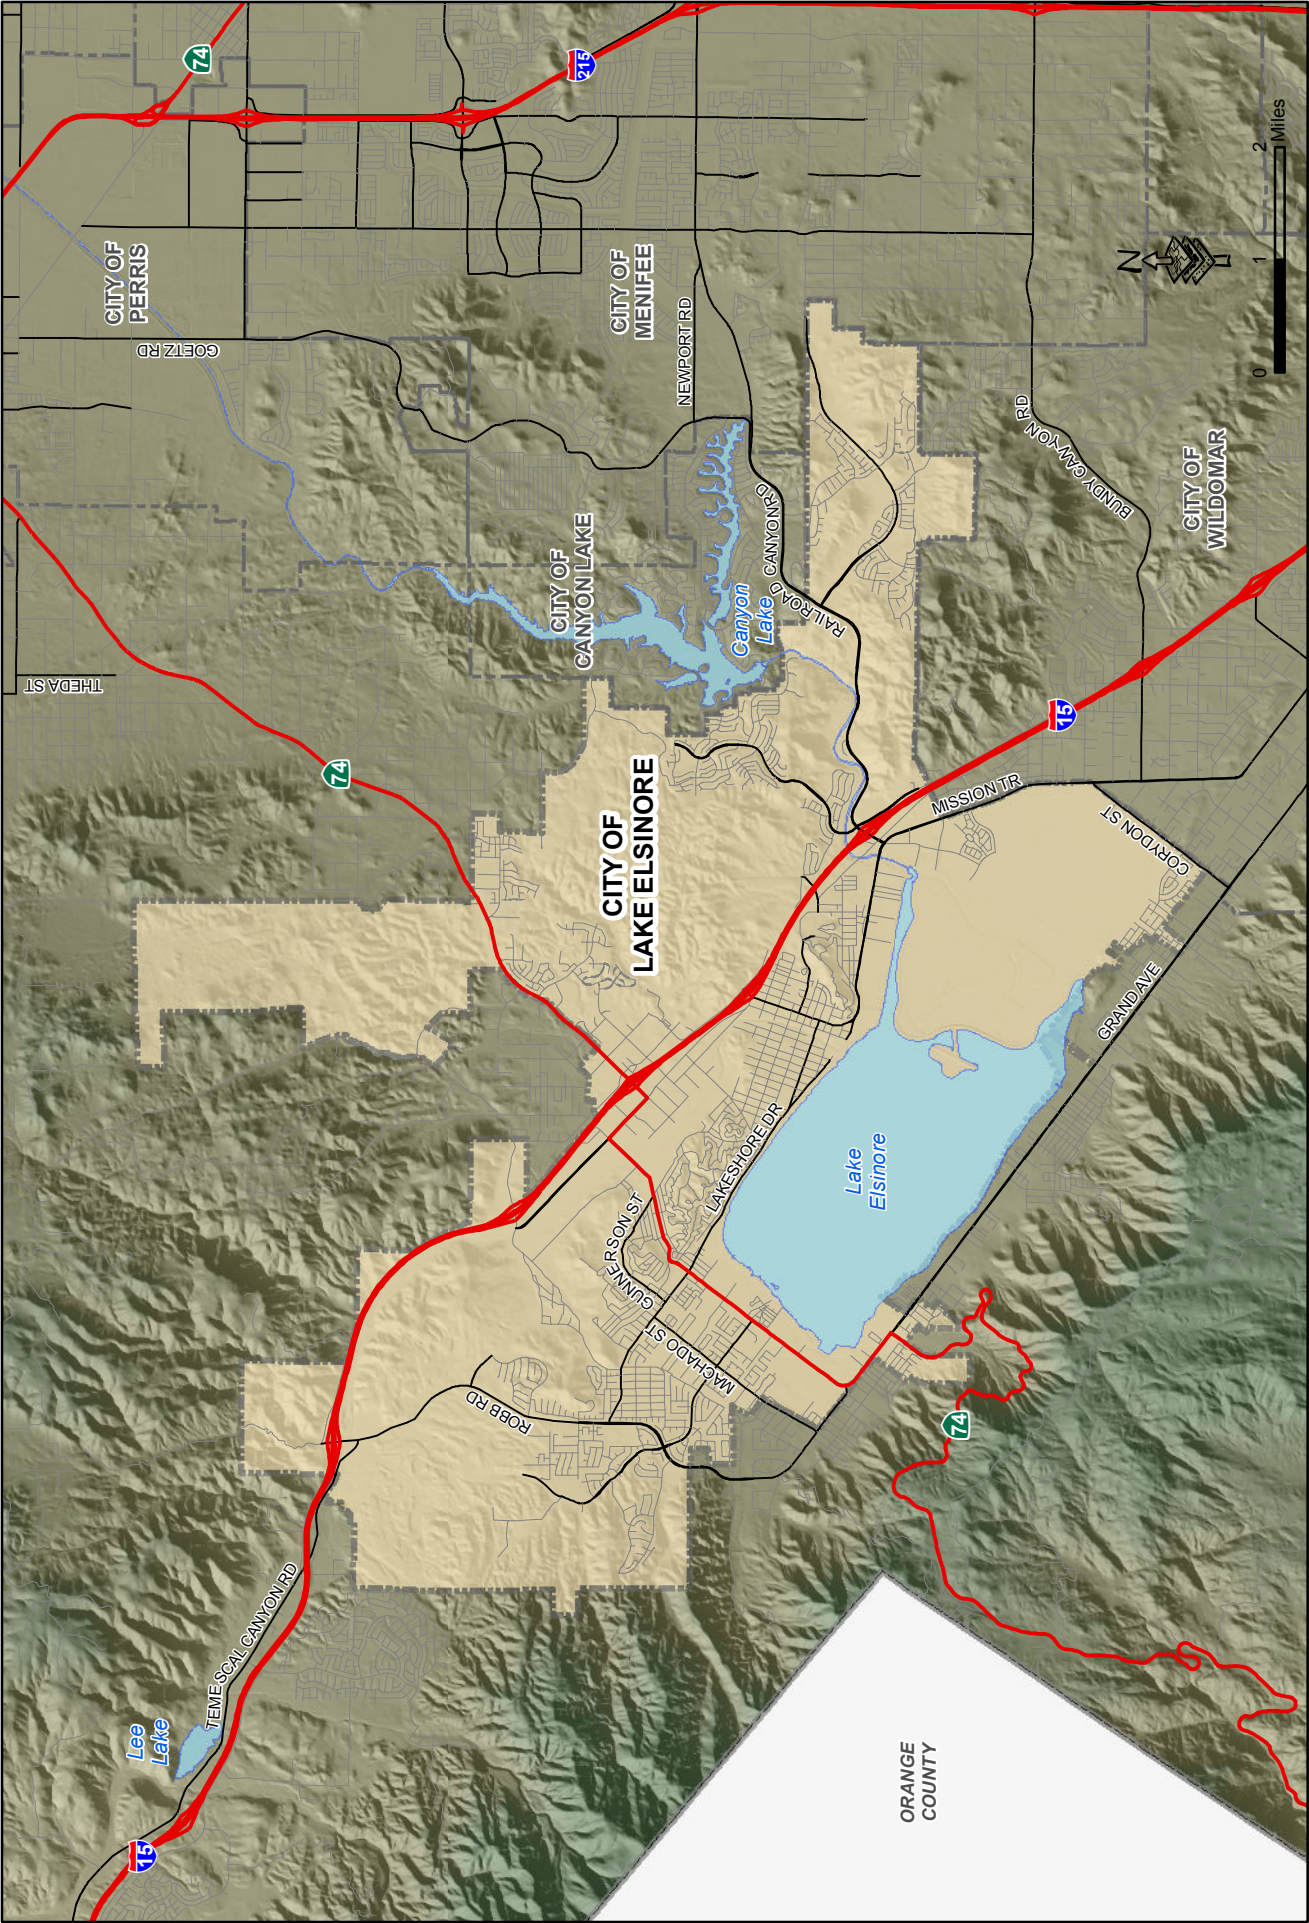 15
Lee
Lake
TEMESCAL CANYON RD
THEDA ST
74
GOETZ RD
CITY OF
PERRIS
74
215
CITY OF
MENIFEE
NEWPORT RD
CITY OF
CANYON LAKE
Canyon
Lake
RAILROAD CANYON RD
CITY OF
LAKE ELSINORE
ROBB RD
GUNNERSON ST
MACHADO ST
LAKESHORE DR
Lake
Elsinore
MISSION TR
CORYDON ST
GRAND AVE
15
BUNDY CANYON RD
CITY OF
WILDOMAR
74
ORANGE
COUNTY
N
0 1 2
Miles